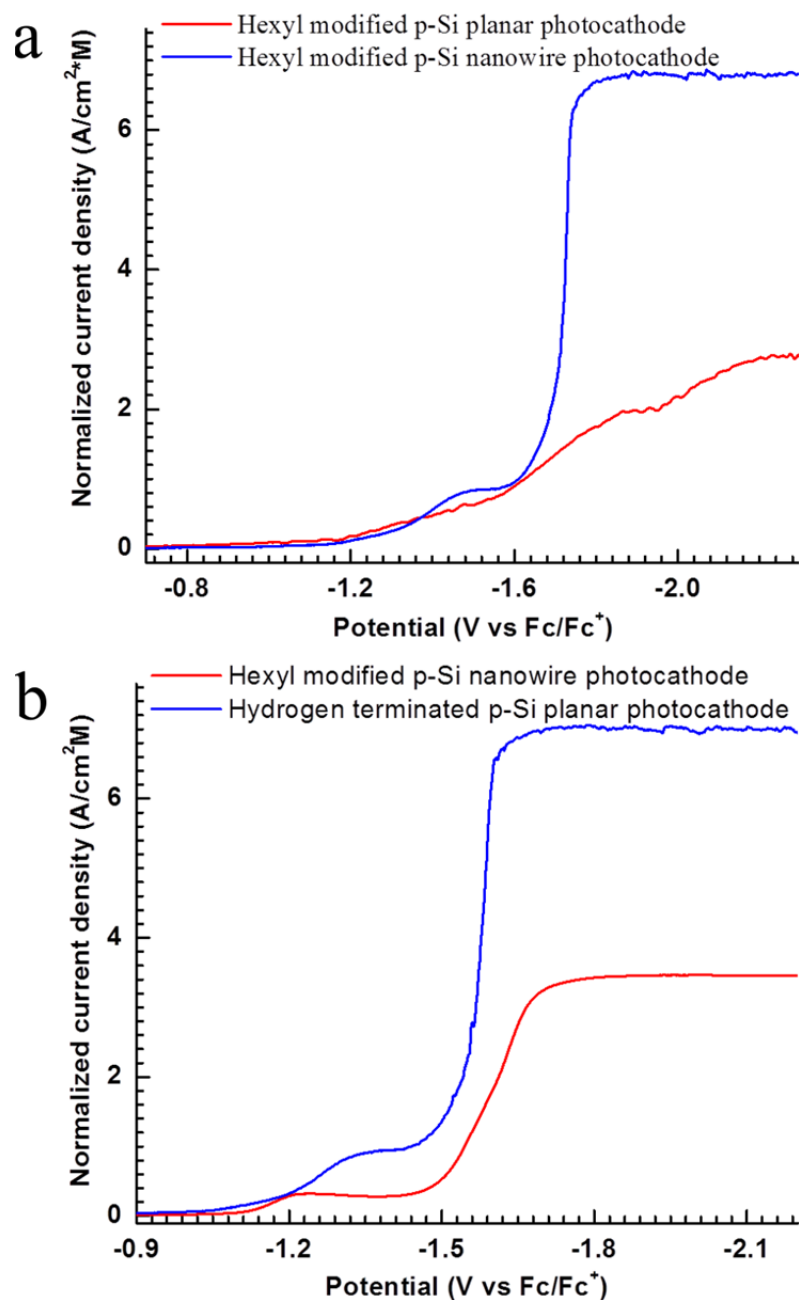 a
Hexyl modified p-Si planar photocathode
Hexyl modified p-Si nanowire photocathode
Normalized current density (A/cm²*M)
6
4
2
0
-0.8 -1.2 -1.6 -2.0
Potential (V vs Fc/Fc⁺)
b
Hexyl modified p-Si nanowire photocathode
Hydrogen terminated p-Si planar photocathode
Normalized current density (A/cm²M)
6
4
2
0
-0.9 -1.2 -1.5 -1.8 -2.1
Potential (V vs Fc/Fc⁺)